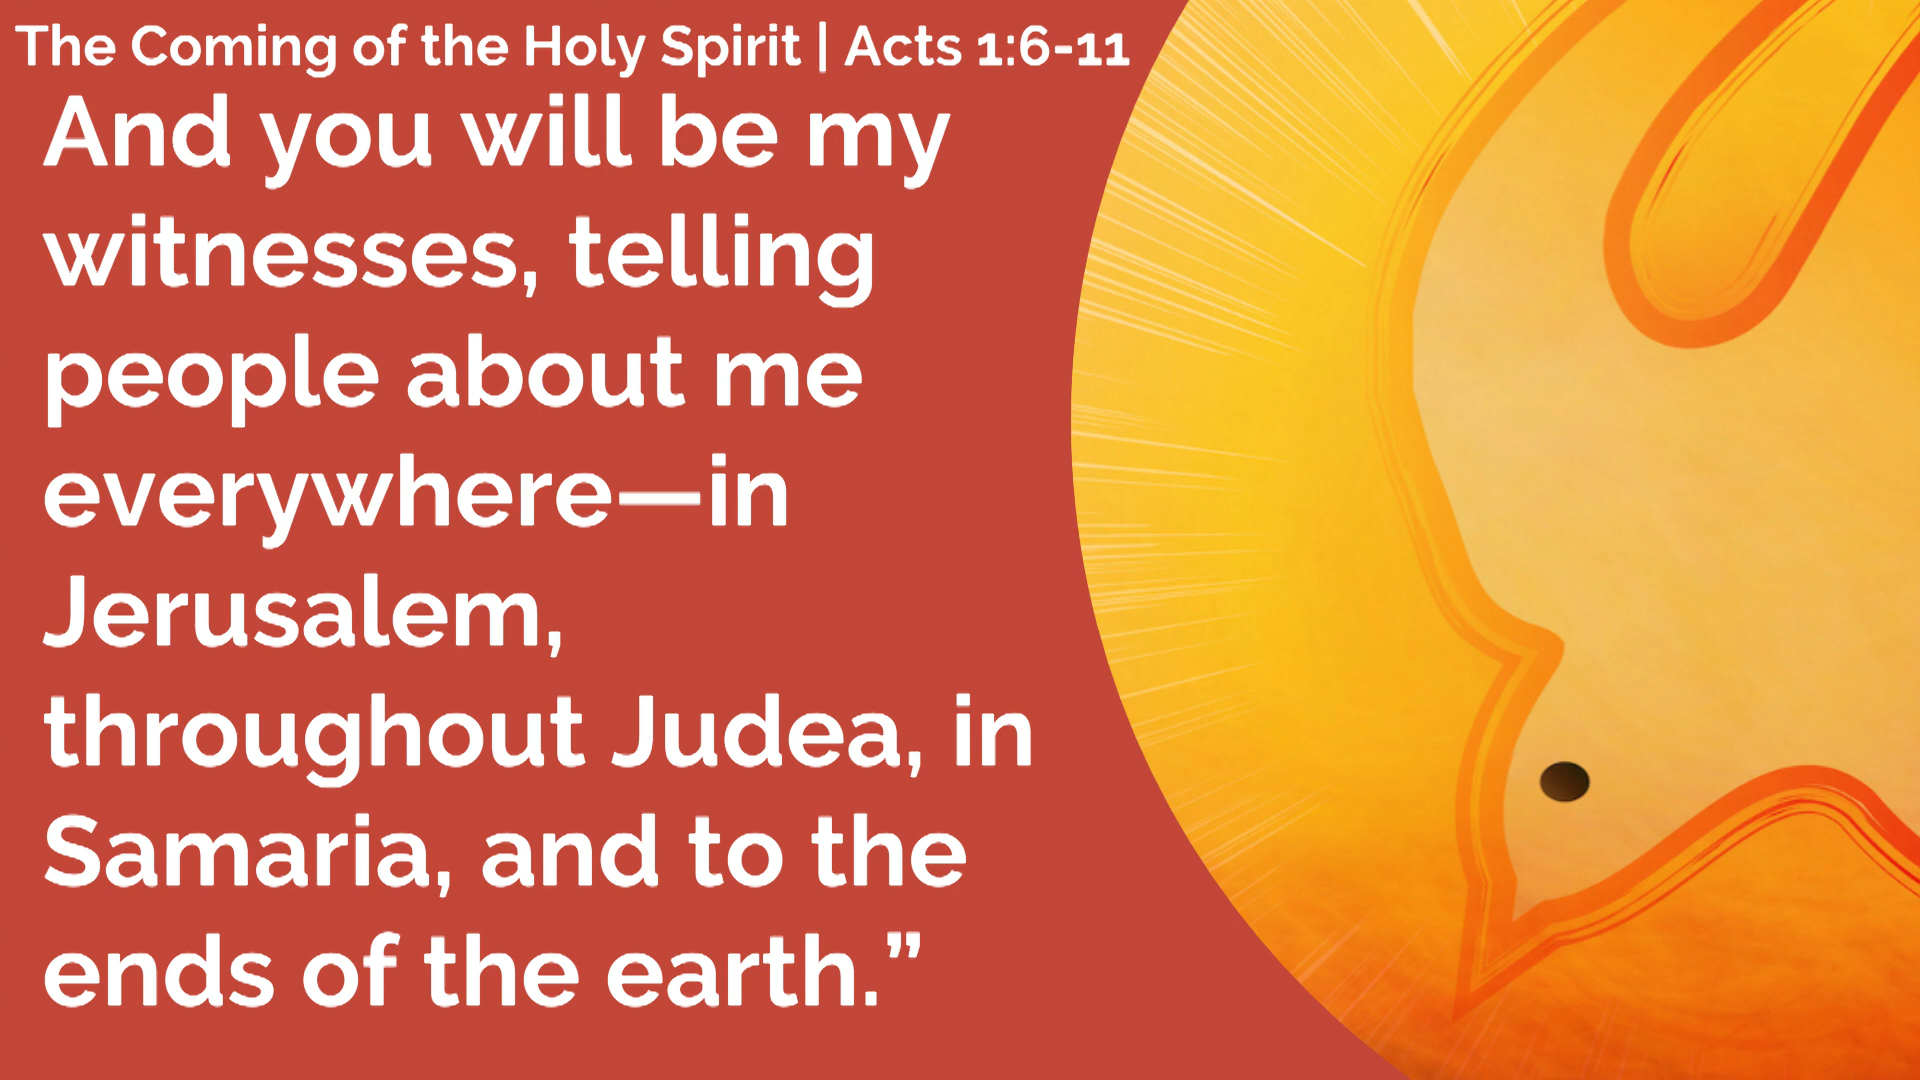 The Coming of the Holy Spirit | Acts 1:6-11
And you will be my
witnesses, telling
people about me
everywhere—in
Jerusalem,
throughout Judea, in
Samaria, and to the
ends of the earth.”